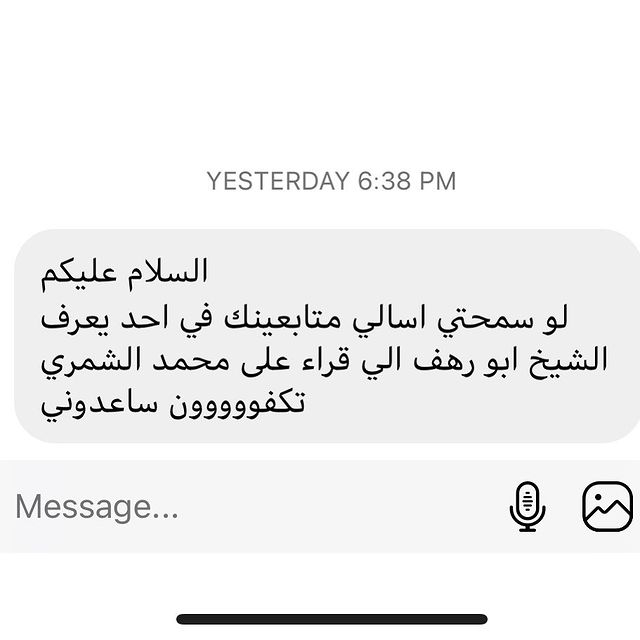 YESTERDAY 6:38 PM
السلام عليكم
لو سمحتي اسالي متابعينك في احد يعرف
الشيخ ابو رهف الي قراء على محمد الشمري
تكفووووون ساعدوني
Message...